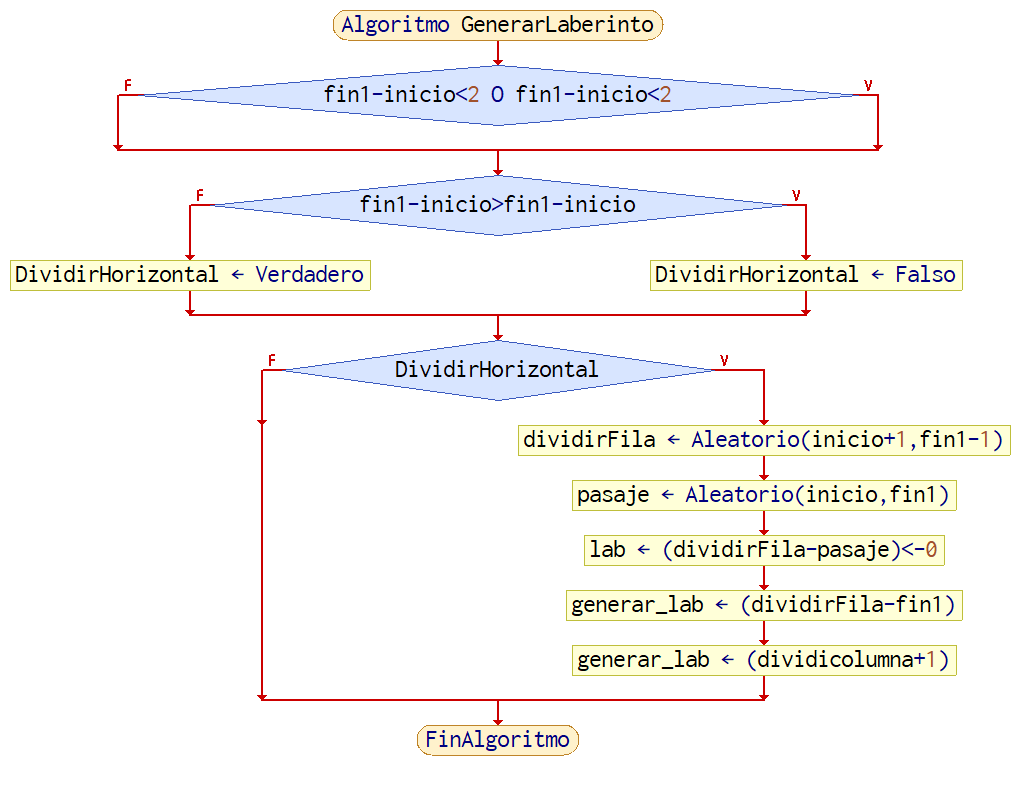 Algoritmo GenerarLaberinto
F
V
fin1-inicio<2 O fin1-inicio<2
F
V
fin1-inicio>fin1-inicio
DividirHorizontal ← Verdadero
DividirHorizontal ← Falso
F
V
DividirHorizontal
dividirFila ← Aleatorio(inicio+1,fin1-1)
pasaje ← Aleatorio(inicio,fin1)
lab ← (dividirFila-pasaje)<-0
generar_lab ← (dividirFila-fin1)
generar_lab ← (dividicolumna+1)
FinAlgoritmo